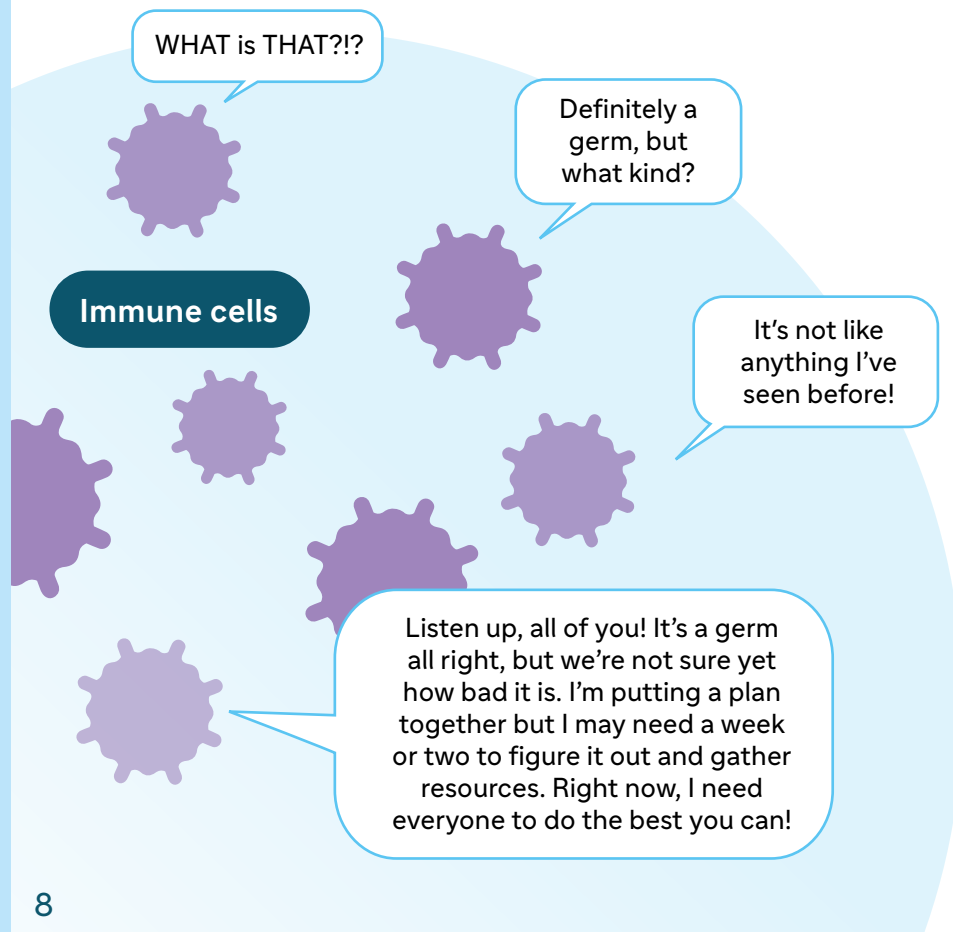 WHAT is THAT?!?
Definitely a
germ, but
what kind?
Immune cells
It's not like
anything I've
seen before!
Listen up, all of you! It's a germ
all right, but we're not sure yet
how bad it is. I'm putting a plan
together but I may need a week
or two to figure it out and gather
resources. Right now, I need
everyone to do the best you can!
8